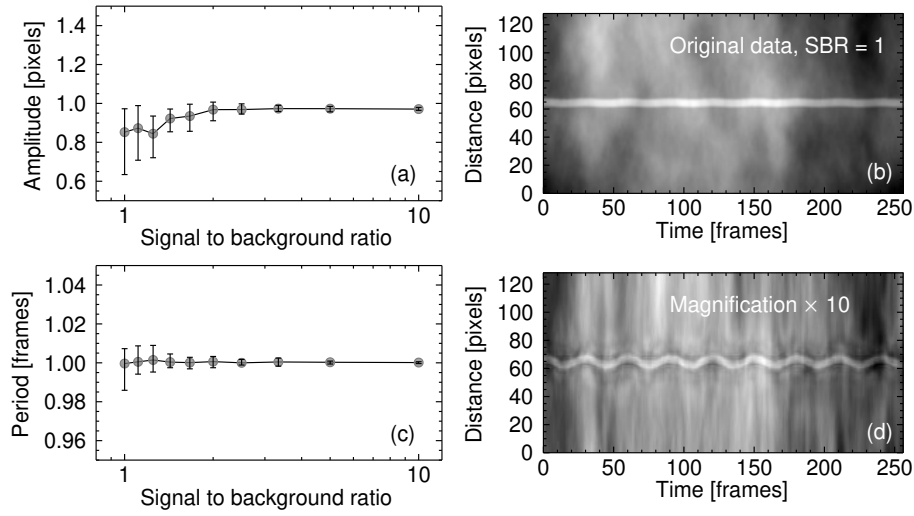 Amplitude [pixels]
1.4
1.2
1.0
0.8
0.6
1
10
Signal to background ratio
(a)
Distance [pixels]
120
100
80
60
40
20
0
0
50
100
150
200
250
Time [frames]
Original data, SBR = 1
(b)
Period [frames]
1.04
1.02
1.00
0.98
0.96
1
10
Signal to background ratio
(c)
Distance [pixels]
120
100
80
60
40
20
0
0
50
100
150
200
250
Time [frames]
Magnification × 10
(d)